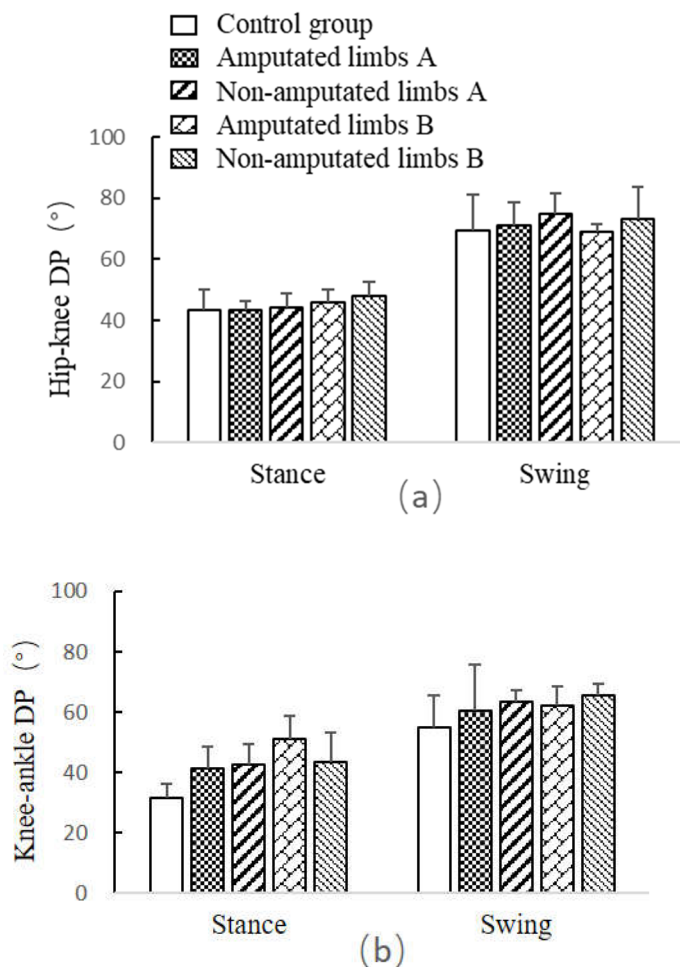 Control group
Amputated limbs A
Non-amputated limbs A
Amputated limbs B
Non-amputated limbs B
Hip-knee DP（°）
100
80
60
40
20
0
Stance
Swing
（a）
Knee-ankle DP（°）
100
80
60
40
20
0
Stance
Swing
（b）